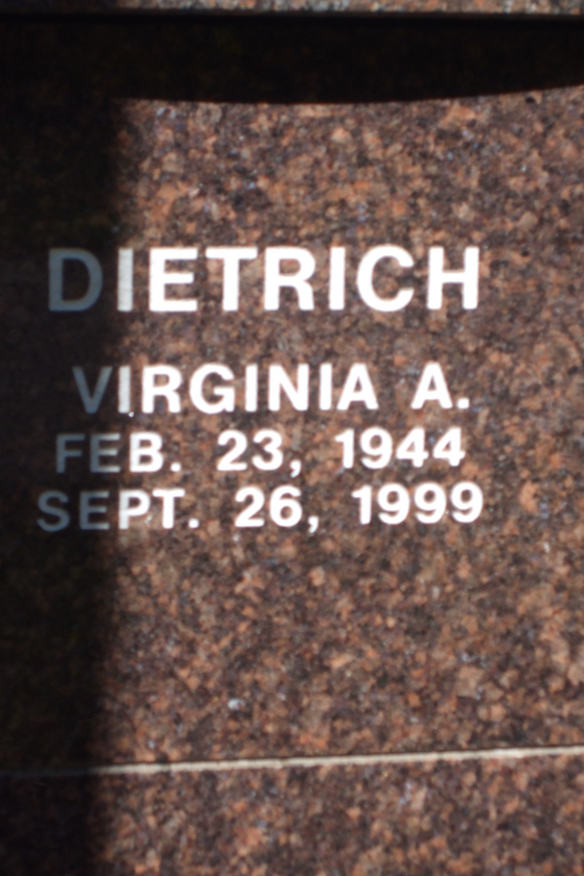 DIETRICH
VIRGINIA A.
FEB. 23, 1944
SEPT. 26, 1999